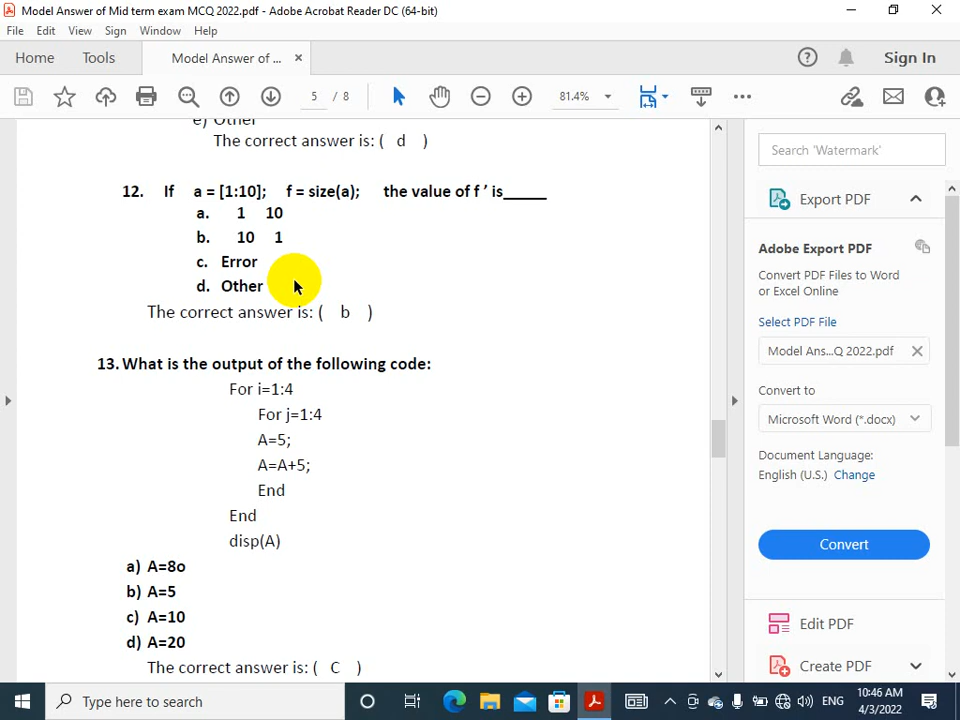 Model Answer of Mid term exam MCQ 2022.pdf - Adobe Acrobat Reader DC (64-bit)
File Edit View Sign Window Help
Home Tools Model Answer of ... × Sign In
5 / 8 81.4%
e) Other
The correct answer is: ( d )
12. If a = [1:10]; f = size(a); the value of f ' is_____
a. 1 10
b. 10 1
c. Error
d. Other
The correct answer is: ( b )
13. What is the output of the following code:
For i=1:4
For j=1:4
A=5;
A=A+5;
End
End
disp(A)
a) A=8o
b) A=5
c) A=10
d) A=20
The correct answer is: ( C )
Search 'Watermark'
Export PDF
Adobe Export PDF
Convert PDF Files to Word
or Excel Online
Select PDF File
Model Ans...Q 2022.pdf
Convert to
Microsoft Word (*.docx)
Document Language:
English (U.S.) Change
Convert
Edit PDF
Create PDF
Type here to search
ENG
10:46 AM
4/3/2022